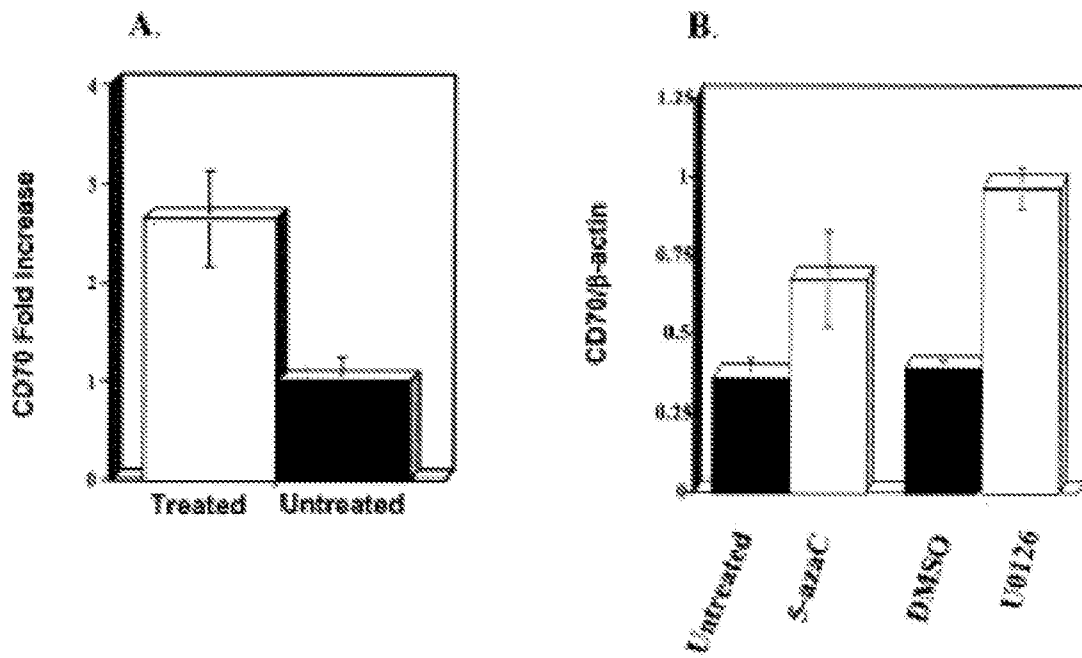 A.
B.
4
3
2
1
0
CD70 Fold Increase
Treated Untreated
1.25
1
0.75
0.5
0.25
0
CD70/β-actin
Untreated
5-azaC
DMSO
U0126